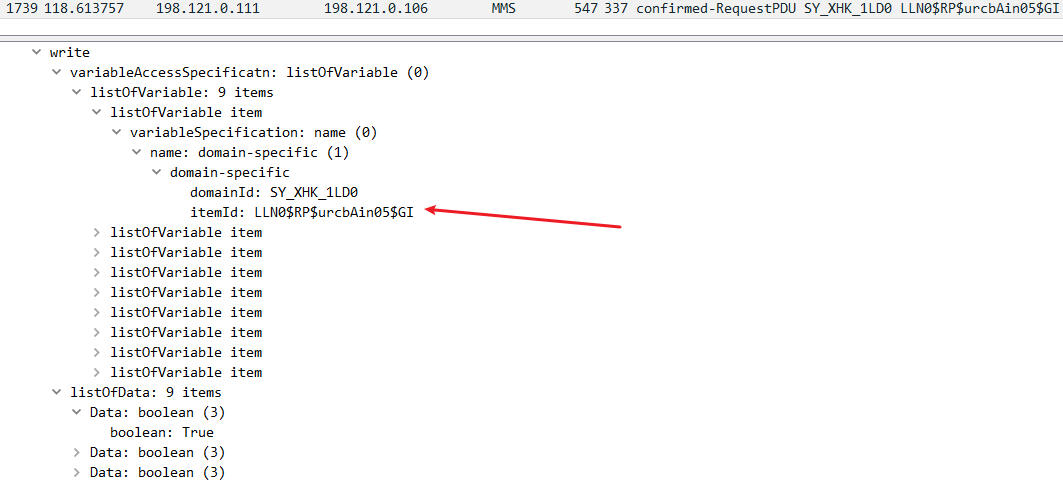 1739 118.613757 198.121.0.111 198.121.0.106 MMS 547 337 confirmed-RequestPDU SY_XHK_1LD0 LLN0$RP$urcbAin05$GI
write
variableAccessSpecificatn: listOfVariable (0)
listOfVariable: 9 items
listOfVariable item
variableSpecification: name (0)
name: domain-specific (1)
domain-specific
domainId: SY_XHK_1LD0
itemId: LLN0$RP$urcbAin05$GI
listOfVariable item
listOfVariable item
listOfVariable item
listOfVariable item
listOfVariable item
listOfVariable item
listOfVariable item
listOfVariable item
listOfData: 9 items
Data: boolean (3)
boolean: True
Data: boolean (3)
Data: boolean (3)